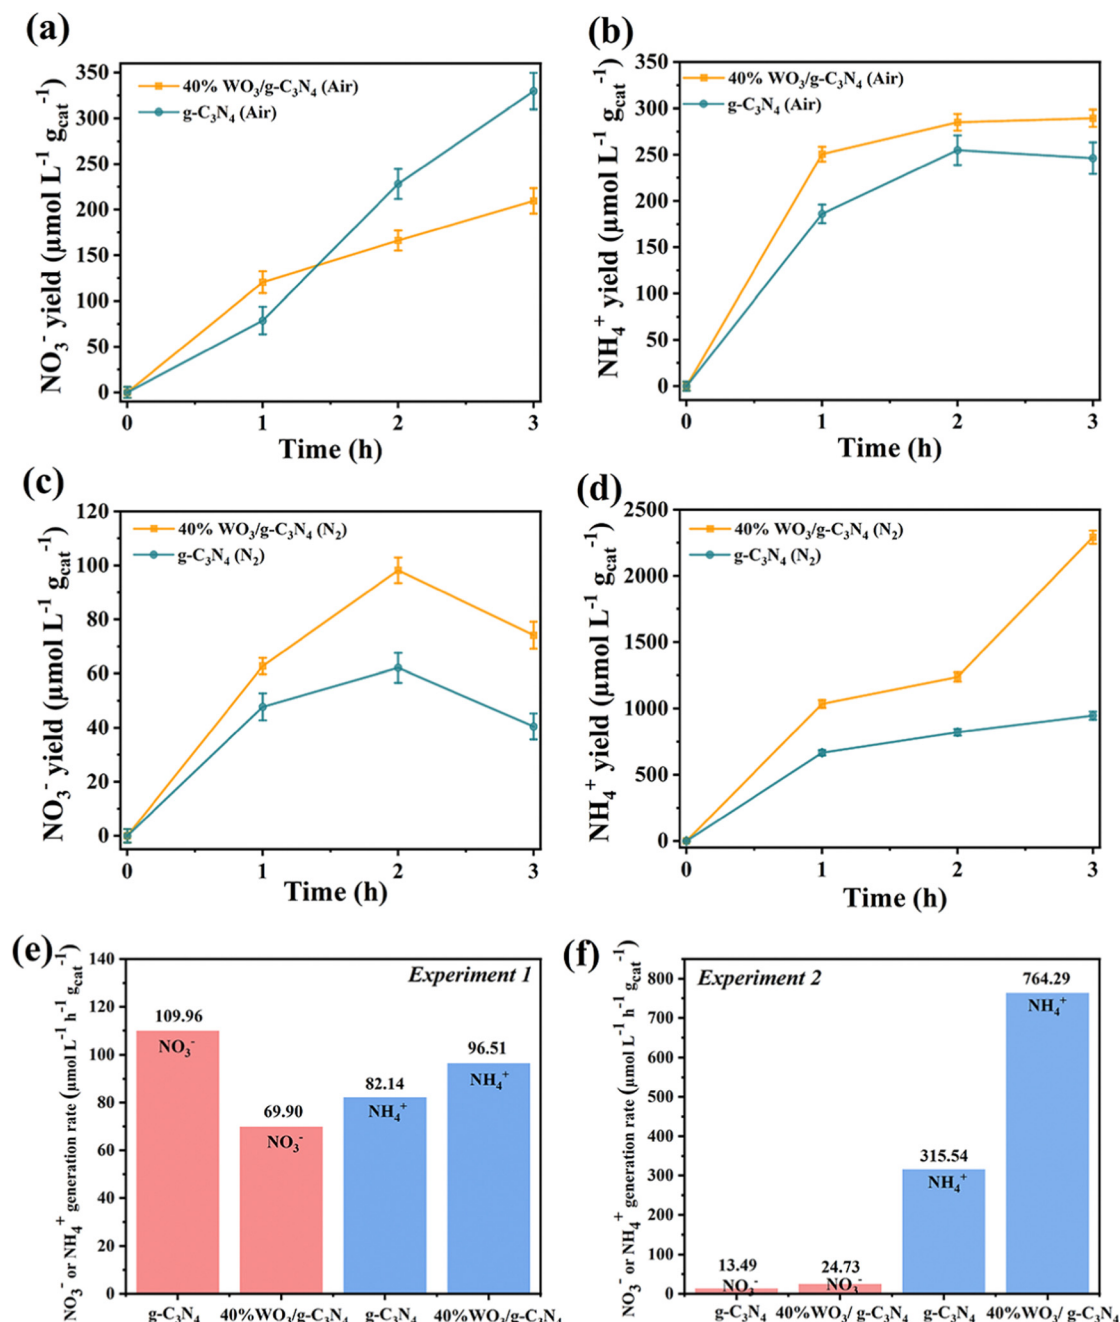 (a)
NO₃⁻ yield (μmol L⁻¹ g_cat⁻¹)
350
300
250
200
150
100
50
0
40% WO₃/g-C₃N₄ (Air)
g-C₃N₄ (Air)
0 1 2 3
Time (h)
(b)
NH₄⁺ yield (μmol L⁻¹ g_cat⁻¹)
350
300
250
200
150
100
50
0
40% WO₃/g-C₃N₄ (Air)
g-C₃N₄ (Air)
0 1 2 3
Time (h)
(c)
NO₃⁻ yield (μmol L⁻¹ g_cat⁻¹)
120
100
80
60
40
20
0
40% WO₃/g-C₃N₄ (N₂)
g-C₃N₄ (N₂)
0 1 2 3
Time (h)
(d)
NH₄⁺ yield (μmol L⁻¹ g_cat⁻¹)
2500
2000
1500
1000
500
0
40% WO₃/g-C₃N₄ (N₂)
g-C₃N₄ (N₂)
0 1 2 3
Time (h)
(e)
NO₃⁻ or NH₄⁺ generation rate (μmol L⁻¹ h⁻¹ g_cat⁻¹)
140
120
100
80
60
40
20
0
Experiment 1
109.96
NO₃⁻
69.90
NO₃⁻
82.14
NH₄⁺
96.51
NH₄⁺
g-C₃N₄ 40%WO₃/g-C₃N₄ g-C₃N₄ 40%WO₃/g-C₃N₄
(f)
NO₃⁻ or NH₄⁺ generation rate (μmol L⁻¹ h⁻¹ g_cat⁻¹)
800
700
600
500
400
300
200
100
0
Experiment 2
13.49
NO₃⁻
24.73
NO₃⁻
315.54
NH₄⁺
764.29
NH₄⁺
g-C₃N₄ 40%WO₃/ g-C₃N₄ g-C₃N₄ 40%WO₃/ g-C₃N₄